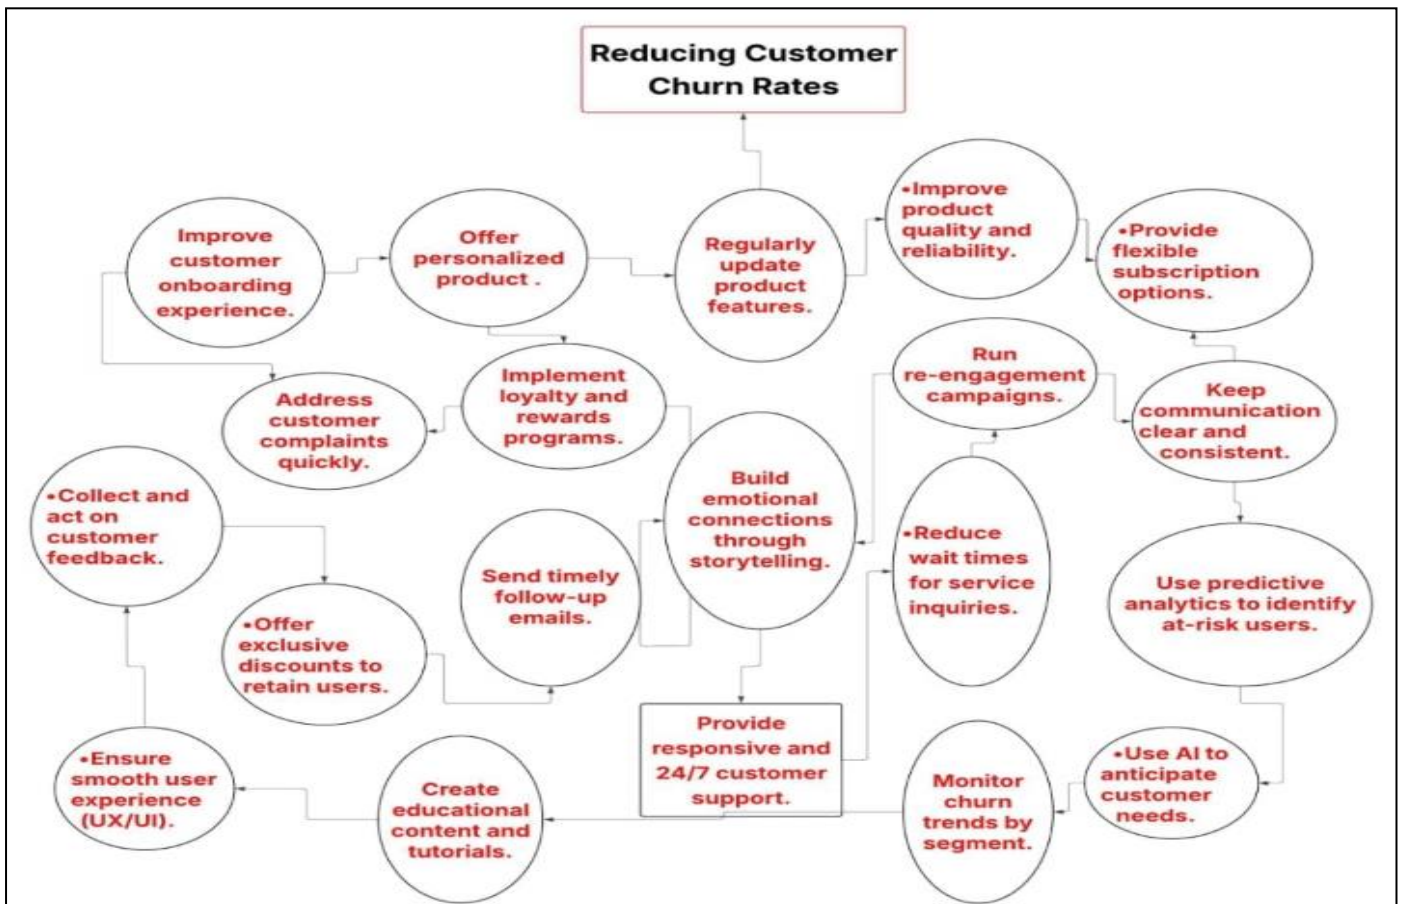 Reducing Customer
Churn Rates
Improve
customer
onboarding
experience.
Offer
personalized
product .
Regularly
update
product
features.
•Improve
product
quality and
reliability.
•Provide
flexible
subscription
options.
Address
customer
complaints
quickly.
Implement
loyalty and
rewards
programs.
Run
re-engagement
campaigns.
Keep
communication
clear and
consistent.
•Collect and
act on
customer
feedback.
Send timely
follow-up
emails.
Build
emotional
connections
through
storytelling.
•Reduce
wait times
for service
inquiries.
Use predictive
analytics to identify
at-risk users.
•Offer
exclusive
discounts to
retain users.
•Ensure
smooth user
experience
(UX/UI).
Create
educational
content and
tutorials.
Provide
responsive and
24/7 customer
support.
Monitor
churn
trends by
segment.
•Use AI to
anticipate
customer
needs.